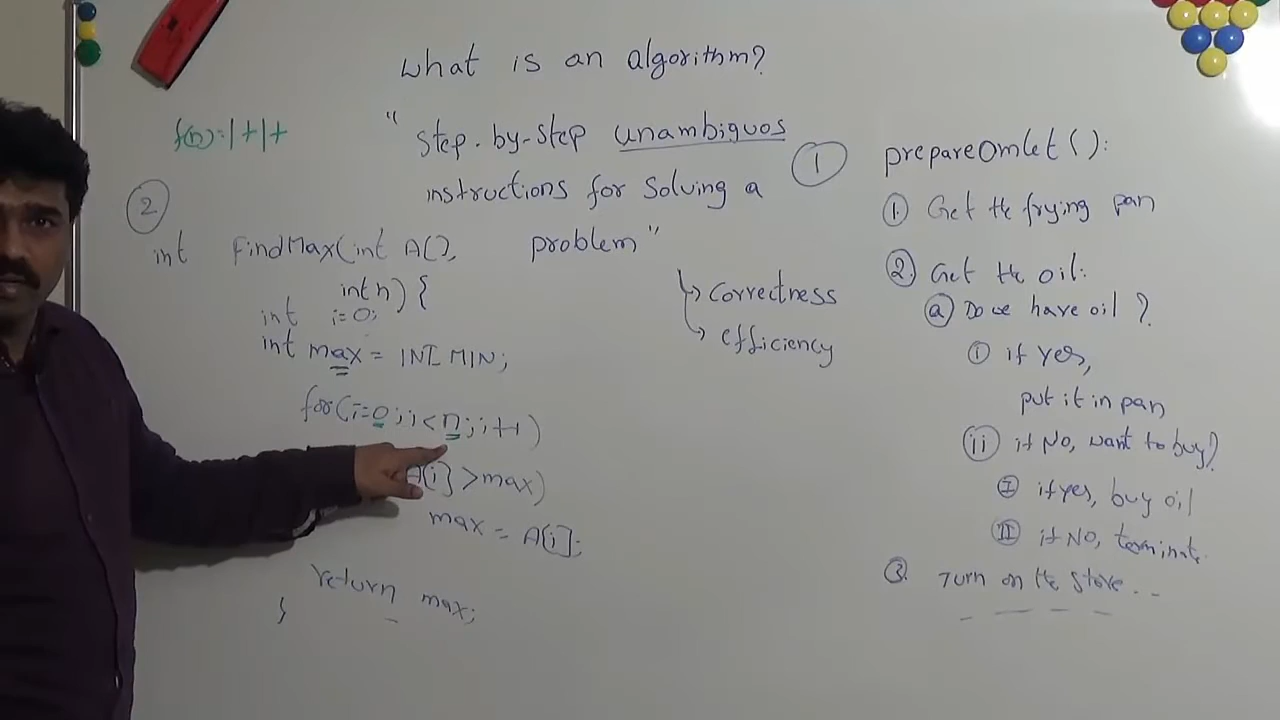 What is an algorithm?
f(n)=1+1+
"step-by-step unambiguos
instructions for solving a
problem"
↳ correctness
→ efficiency
①
prepareOmlet():
①. Get the frying pan
②. Get the oil:
ⓐ Do we have oil?
ⓘ if yes,
put it in pan
ⓘⓘ if No, want to buy?
Ⓘ if yes, buy oil
ⒾⒾ if No, terminate.
③. Turn on the stove...
②
int FindMax(int A[],
int n) {
int i=0;
int max = INT MIN;
for(i=0;i<n;i++)
A[i]>max)
max = A[i];
return max;
}